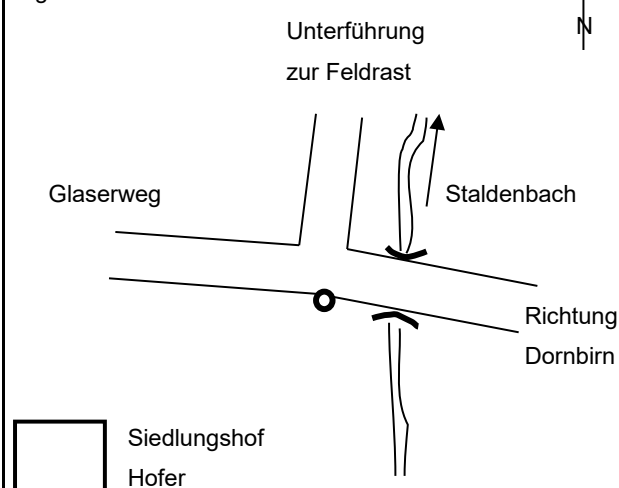 N
Unterführung
zur Feldrast
Glaserweg
Staldenbach
Richtung
Dornbirn
Siedlungshof
Hofer